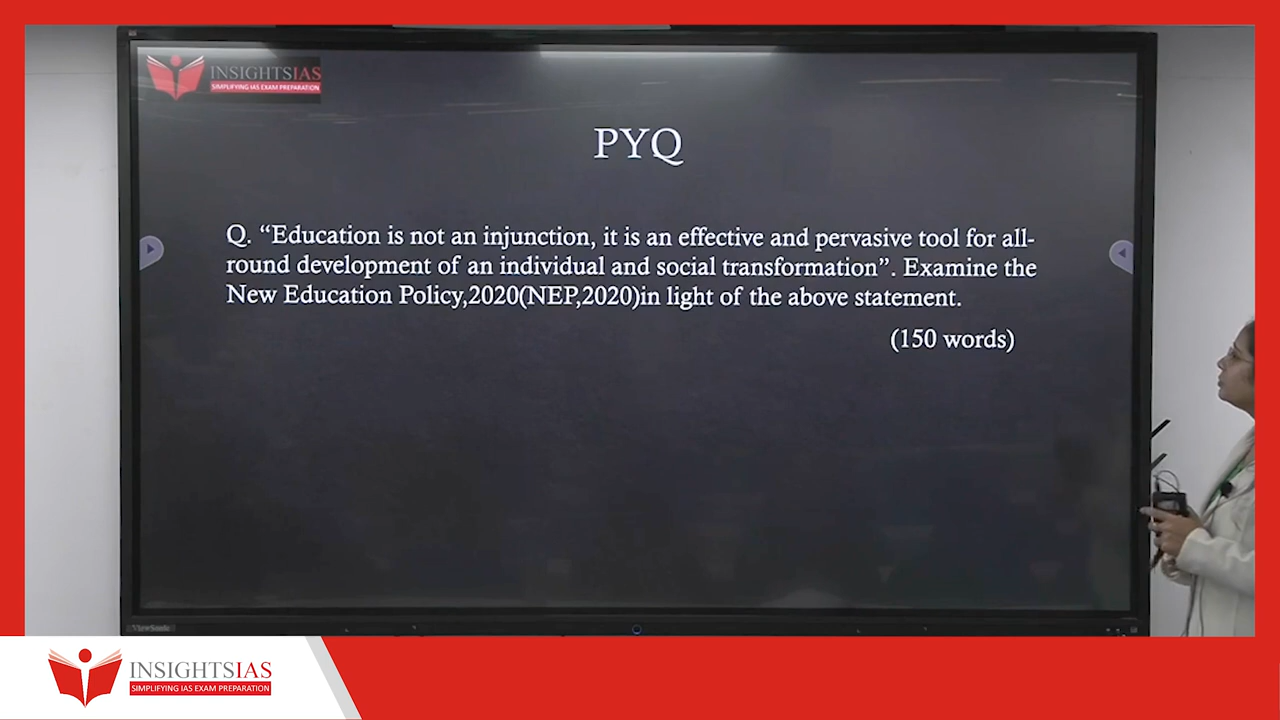 INSIGHTSIAS
SIMPLIFYING IAS EXAM PREPARATION
PYQ
Q. “Education is not an injunction, it is an effective and pervasive tool for all-
round development of an individual and social transformation”. Examine the
New Education Policy,2020(NEP,2020)in light of the above statement.
(150 words)
ViewSonic
INSIGHTSIAS
SIMPLIFYING IAS EXAM PREPARATION